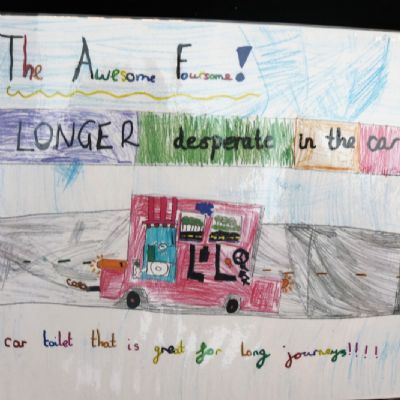 The Awesome Foursome!
LONGER desperate in the car
car toilet that is great for long journeys!!!!